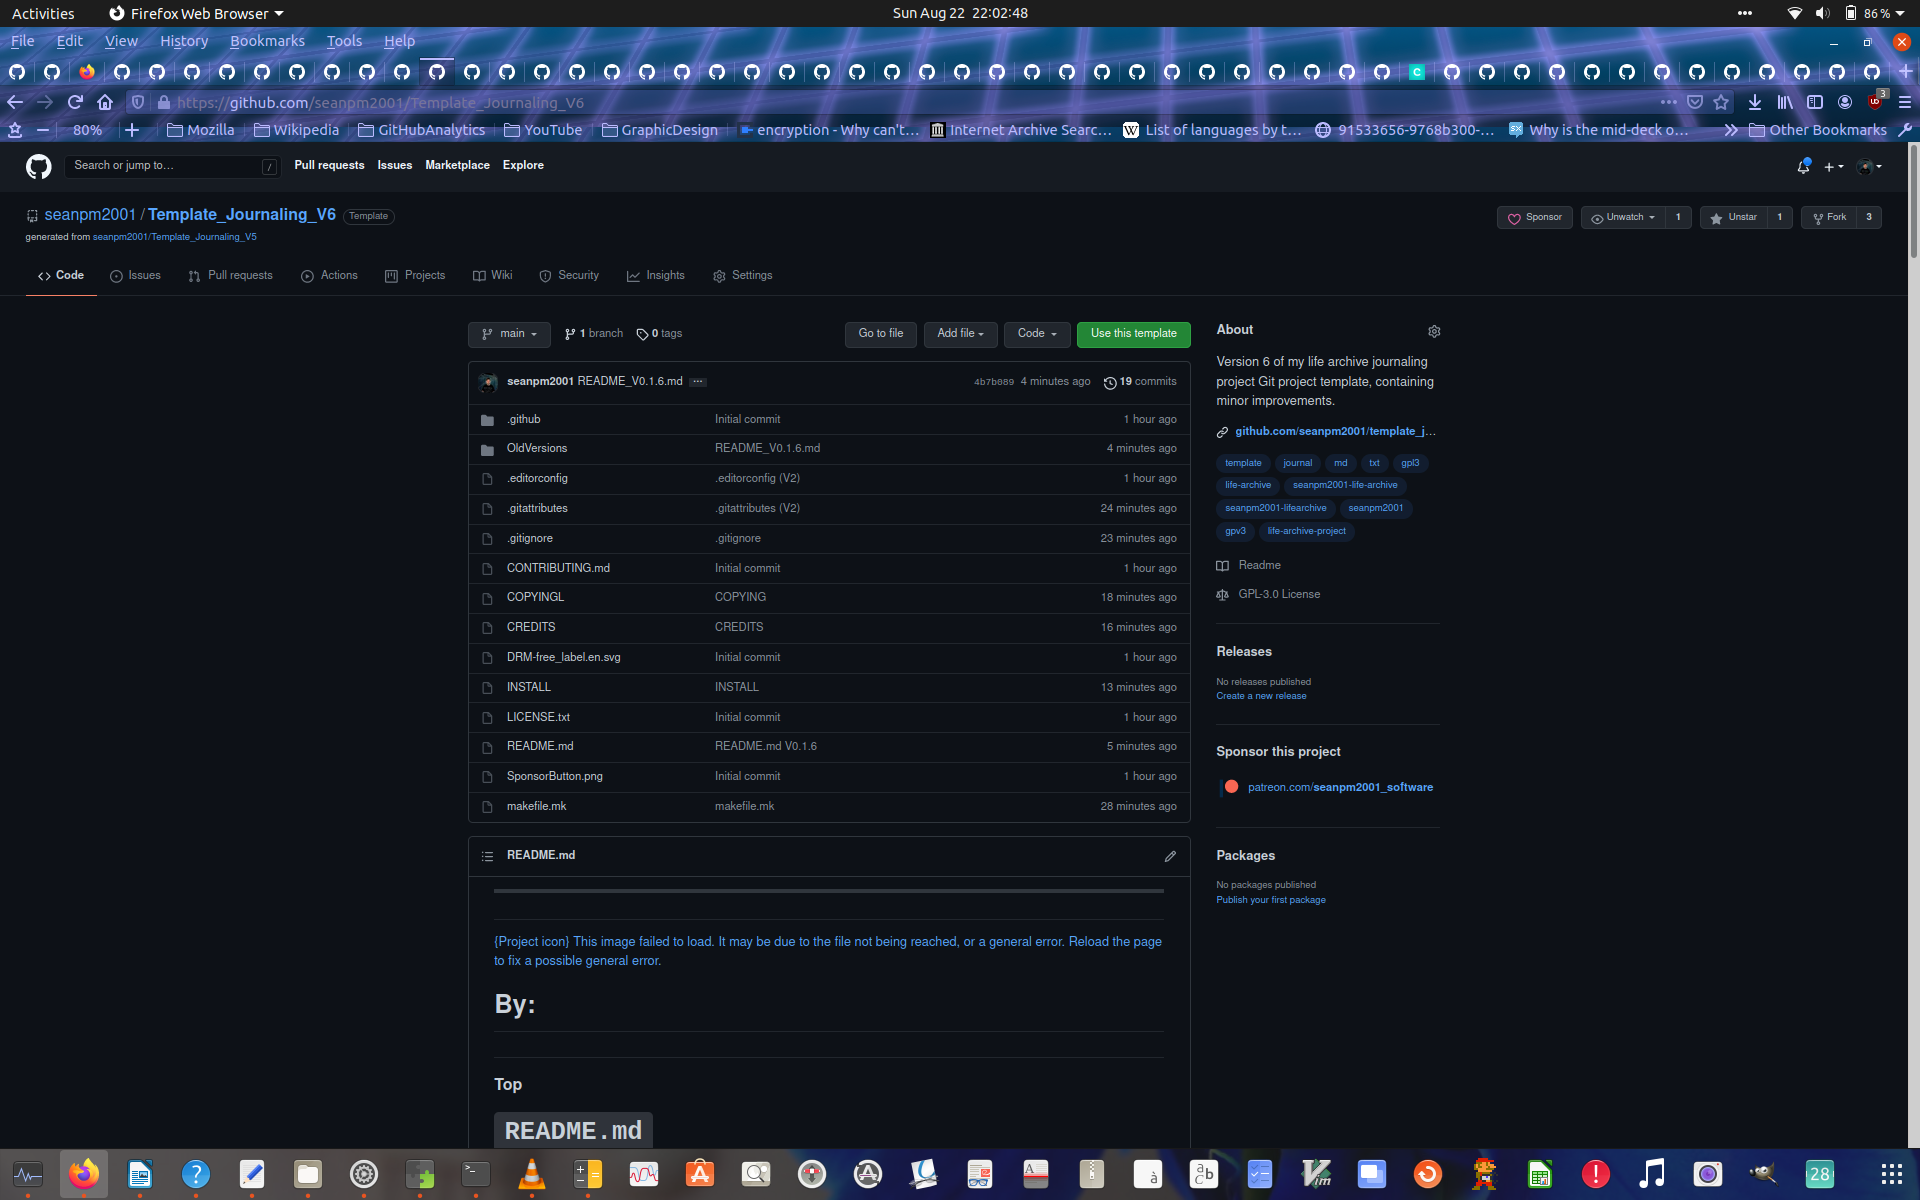 Activities Firefox Web Browser Sun Aug 22 22:02:48 86 %
File Edit View History Bookmarks Tools Help
https://github.com/seanpm2001/Template_Journaling_V6 3
80% Mozilla Wikipedia GitHubAnalytics YouTube GraphicDesign encryption - Why can't… Internet Archive Searc… List of languages by t… 91533656-9768b300-… Why is the mid-deck o… Other Bookmarks
Search or jump to… / Pull requests Issues Marketplace Explore
seanpm2001 / Template_Journaling_V6 Template Sponsor Unwatch 1 Unstar 1 Fork 3
generated from seanpm2001/Template_Journaling_V5
Code Issues Pull requests Actions Projects Wiki Security Insights Settings
main 1 branch 0 tags Go to file Add file Code Use this template
seanpm2001 README_V0.1.6.md ··· 4b7b089 4 minutes ago 19 commits
.github Initial commit 1 hour ago
OldVersions README_V0.1.6.md 4 minutes ago
.editorconfig .editorconfig (V2) 1 hour ago
.gitattributes .gitattributes (V2) 24 minutes ago
.gitignore .gitignore 23 minutes ago
CONTRIBUTING.md Initial commit 1 hour ago
COPYINGL COPYING 18 minutes ago
CREDITS CREDITS 16 minutes ago
DRM-free_label.en.svg Initial commit 1 hour ago
INSTALL INSTALL 13 minutes ago
LICENSE.txt Initial commit 1 hour ago
README.md README.md V0.1.6 5 minutes ago
SponsorButton.png Initial commit 1 hour ago
makefile.mk makefile.mk 28 minutes ago
README.md
{Project icon} This image failed to load. It may be due to the file not being reached, or a general error. Reload the page
to fix a possible general error.
By:
Top
README.md
About
Version 6 of my life archive journaling
project Git project template, containing
minor improvements.
github.com/seanpm2001/template_j…
template journal md txt gpl3
life-archive seanpm2001-life-archive
seanpm2001-lifearchive seanpm2001
gpv3 life-archive-project
Readme
GPL-3.0 License
Releases
No releases published
Create a new release
Sponsor this project
patreon.com/seanpm2001_software
Packages
No packages published
Publish your first package
28